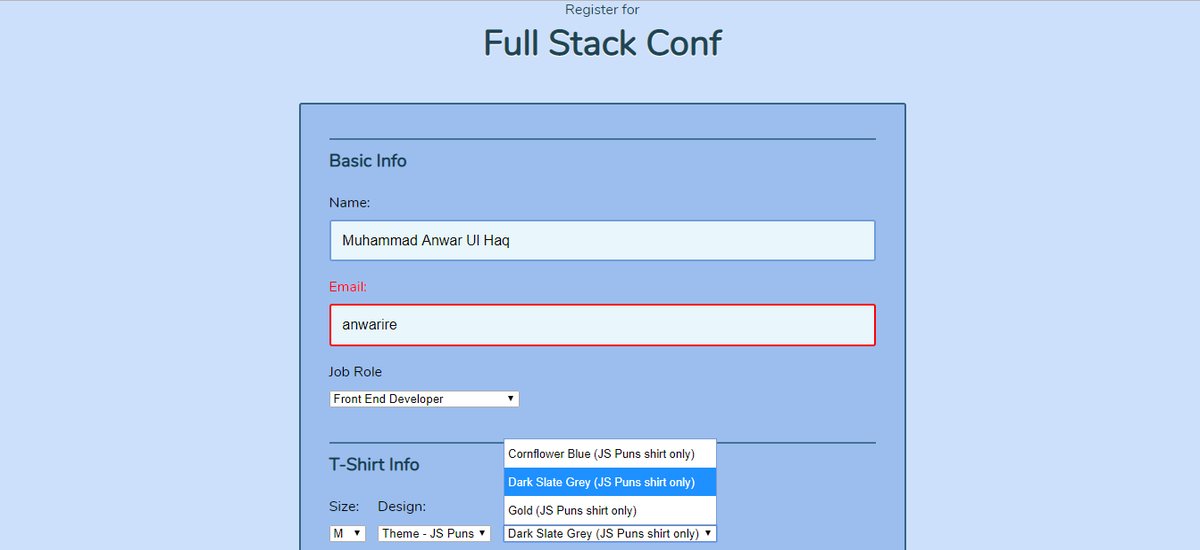 Register for
Full Stack Conf
Basic Info
Name:
Muhammad Anwar Ul Haq
Email:
anwarire
Job Role
Front End Developer
T-Shirt Info
Cornflower Blue (JS Puns shirt only)
Dark Slate Grey (JS Puns shirt only)
Gold (JS Puns shirt only)
Size: Design:
M Theme - JS Puns Dark Slate Grey (JS Puns shirt only)